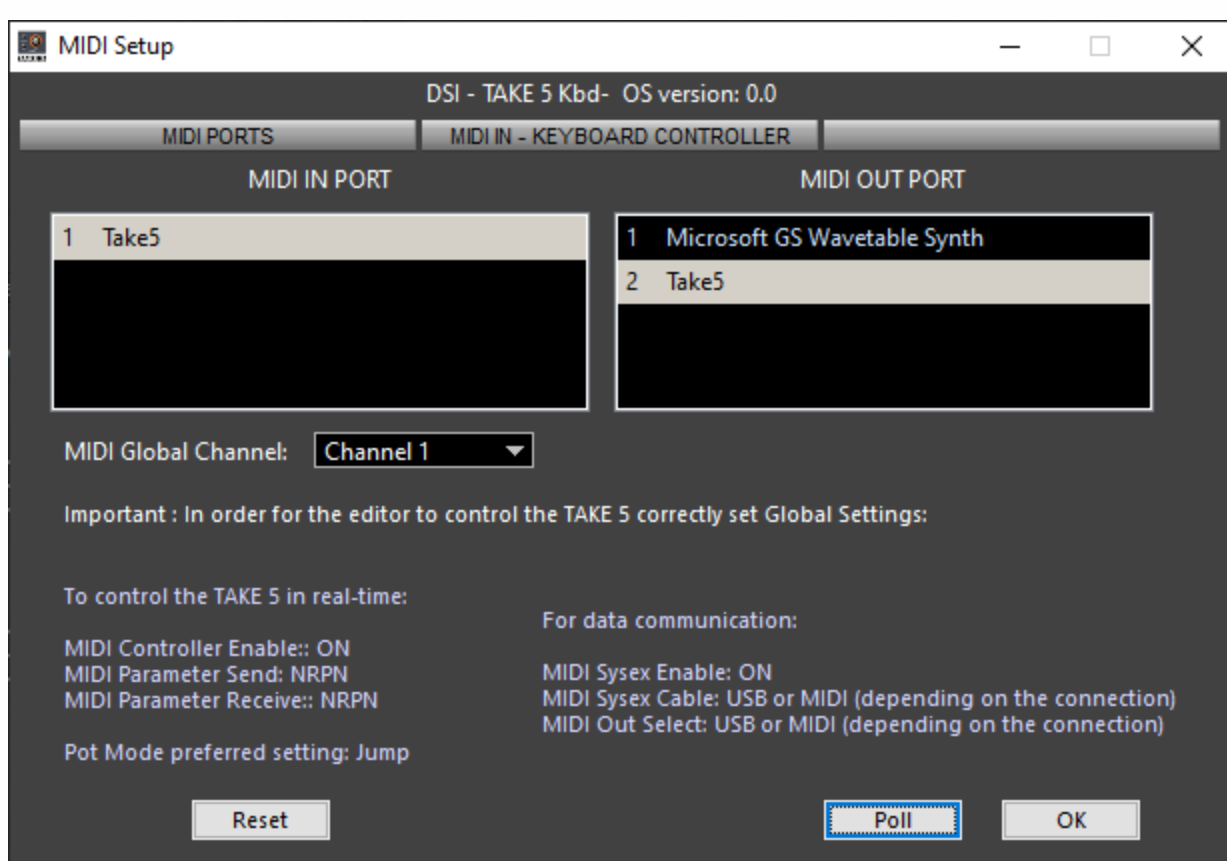 MIDI Setup
DSI - TAKE 5 Kbd- OS version: 0.0
MIDI PORTS
MIDI IN - KEYBOARD CONTROLLER
MIDI IN PORT
MIDI OUT PORT
1 Take5
1 Microsoft GS Wavetable Synth
2 Take5
MIDI Global Channel: Channel 1
Important : In order for the editor to control the TAKE 5 correctly set Global Settings:
To control the TAKE 5 in real-time:
MIDI Controller Enable:: ON
MIDI Parameter Send: NRPN
MIDI Parameter Receive:: NRPN
Pot Mode preferred setting: Jump
For data communication:
MIDI Sysex Enable: ON
MIDI Sysex Cable: USB or MIDI (depending on the connection)
MIDI Out Select: USB or MIDI (depending on the connection)
Reset
Poll
OK